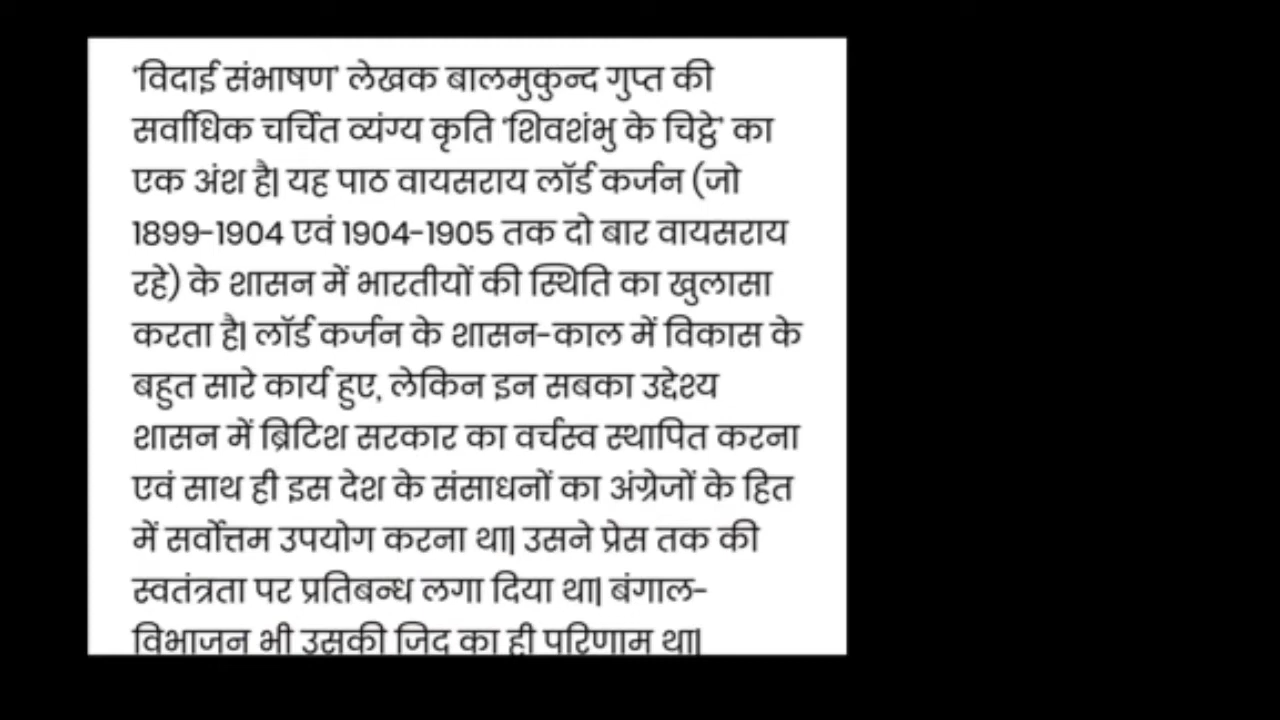 'विदाई संभाषण' लेखक बालमुकुन्द गुप्त की
सर्वाधिक चर्चित व्यंग्य कृति 'शिवशंभु के चिट्ठे' का
एक अंश है| यह पाठ वायसराय लॉर्ड कर्जन (जो
1899-1904 एवं 1904-1905 तक दो बार वायसराय
रहे) के शासन में भारतीयों की स्थिति का खुलासा
करता है| लॉर्ड कर्जन के शासन-काल में विकास के
बहुत सारे कार्य हुए, लेकिन इन सबका उद्देश्य
शासन में ब्रिटिश सरकार का वर्चस्व स्थापित करना
एवं साथ ही इस देश के संसाधनों का अंग्रेजों के हित
में सर्वोत्तम उपयोग करना था| उसने प्रेस तक की
स्वतंत्रता पर प्रतिबन्ध लगा दिया था| बंगाल-
विभाजन भी उसकी जिद का ही परिणाम था|